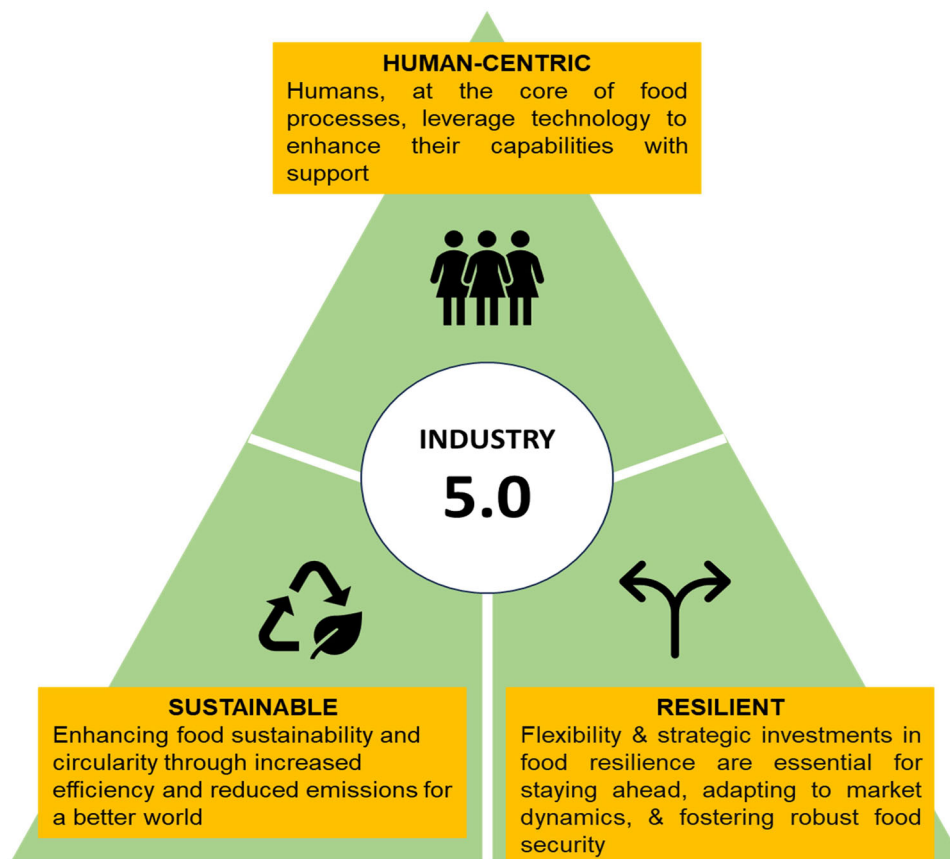 HUMAN-CENTRIC
Humans, at the core of food
processes, leverage technology to
enhance their capabilities with
support
INDUSTRY
5.0
SUSTAINABLE
Enhancing food sustainability and
circularity through increased
efficiency and reduced emissions for
a better world
RESILIENT
Flexibility & strategic investments in
food resilience are essential for
staying ahead, adapting to market
dynamics, & fostering robust food
security